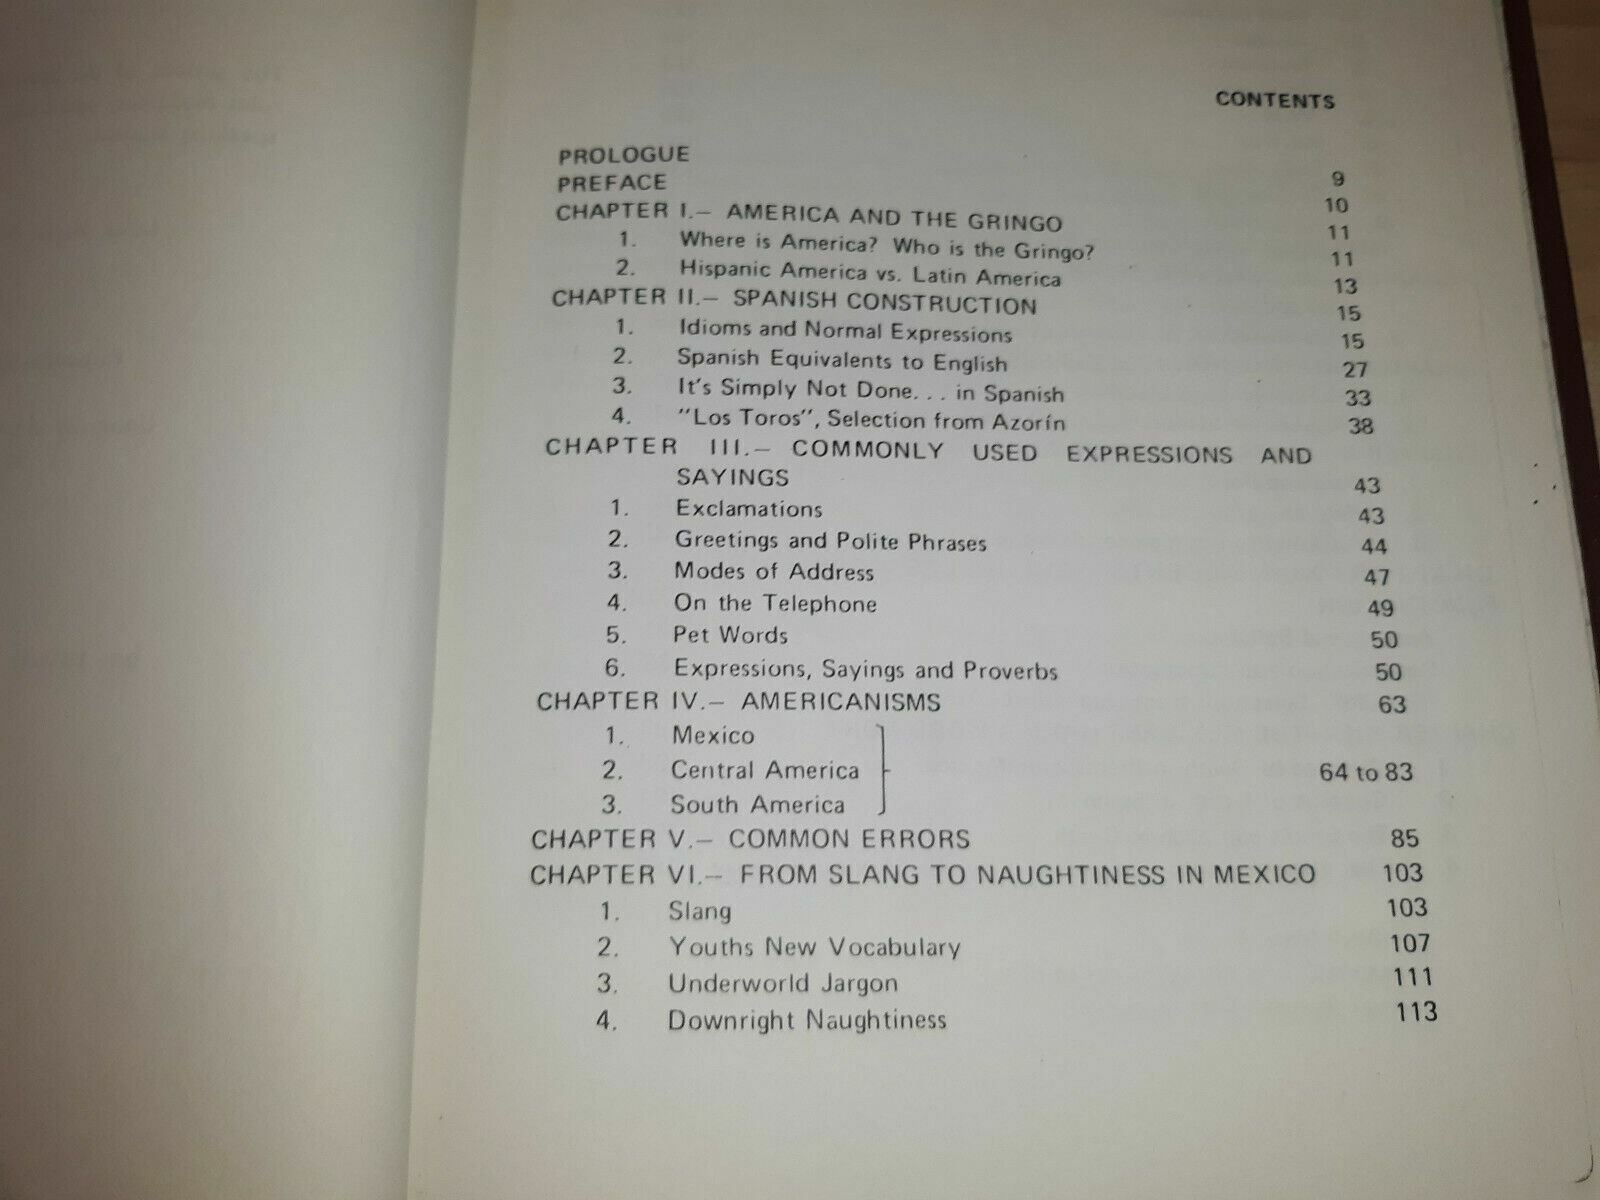 CONTENTS
PROLOGUE 9
PREFACE 10
CHAPTER I.— AMERICA AND THE GRINGO 11
1. Where is America? Who is the Gringo? 11
2. Hispanic America vs. Latin America 13
CHAPTER II.— SPANISH CONSTRUCTION 15
1. Idioms and Normal Expressions 15
2. Spanish Equivalents to English 27
3. It's Simply Not Done. . . in Spanish 33
4. "Los Toros", Selection from Azorín 38
CHAPTER III.— COMMONLY USED EXPRESSIONS AND
SAYINGS 43
1. Exclamations 43
2. Greetings and Polite Phrases 44
3. Modes of Address 47
4. On the Telephone 49
5. Pet Words 50
6. Expressions, Sayings and Proverbs 50
CHAPTER IV.— AMERICANISMS 63
1. Mexico
2. Central America 64 to 83
3. South America
CHAPTER V.— COMMON ERRORS 85
CHAPTER VI.— FROM SLANG TO NAUGHTINESS IN MEXICO 103
1. Slang 103
2. Youths New Vocabulary 107
3. Underworld Jargon 111
4. Downright Naughtiness 113